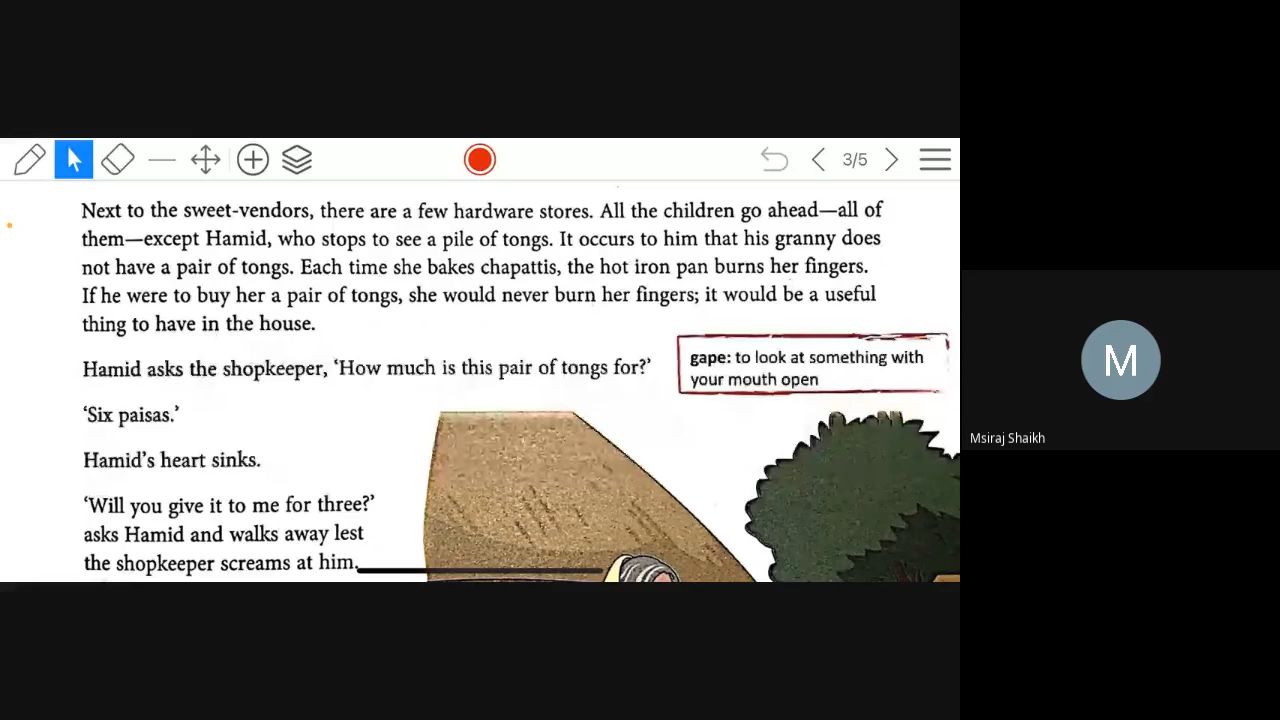 3/5
Next to the sweet-vendors, there are a few hardware stores. All the children go ahead—all of
them—except Hamid, who stops to see a pile of tongs. It occurs to him that his granny does
not have a pair of tongs. Each time she bakes chapattis, the hot iron pan burns her fingers.
If he were to buy her a pair of tongs, she would never burn her fingers; it would be a useful
thing to have in the house.
Hamid asks the shopkeeper, ‘How much is this pair of tongs for?’
gape: to look at something with
your mouth open
‘Six paisas.’
Hamid’s heart sinks.
‘Will you give it to me for three?’
asks Hamid and walks away lest
the shopkeeper screams at him.
M
Msiraj Shaikh